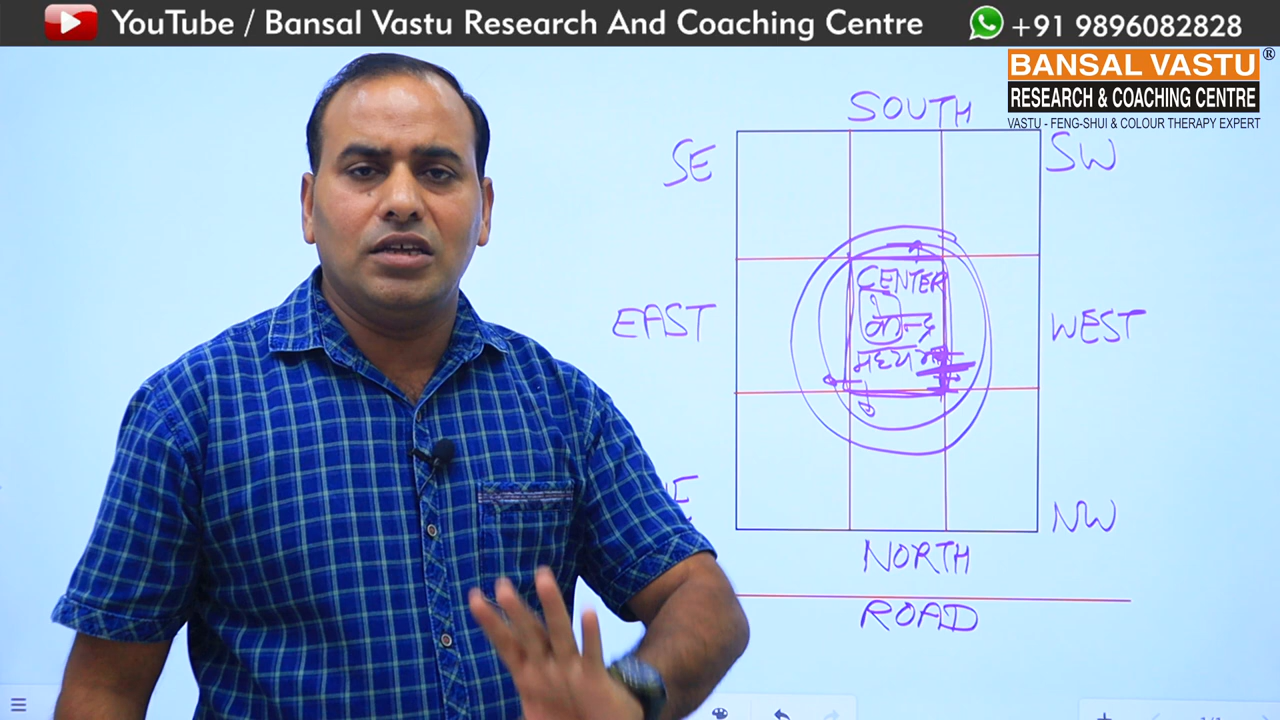 YouTube / Bansal Vastu Research And Coaching Centre
+91 9896082828
BANSAL VASTU®
RESEARCH & COACHING CENTRE
VASTU - FENG-SHUI & COLOUR THERAPY EXPERT
SOUTH
SE
SW
CENTER
केन्द्र
मध्य
EAST
WEST
NW
NORTH
ROAD